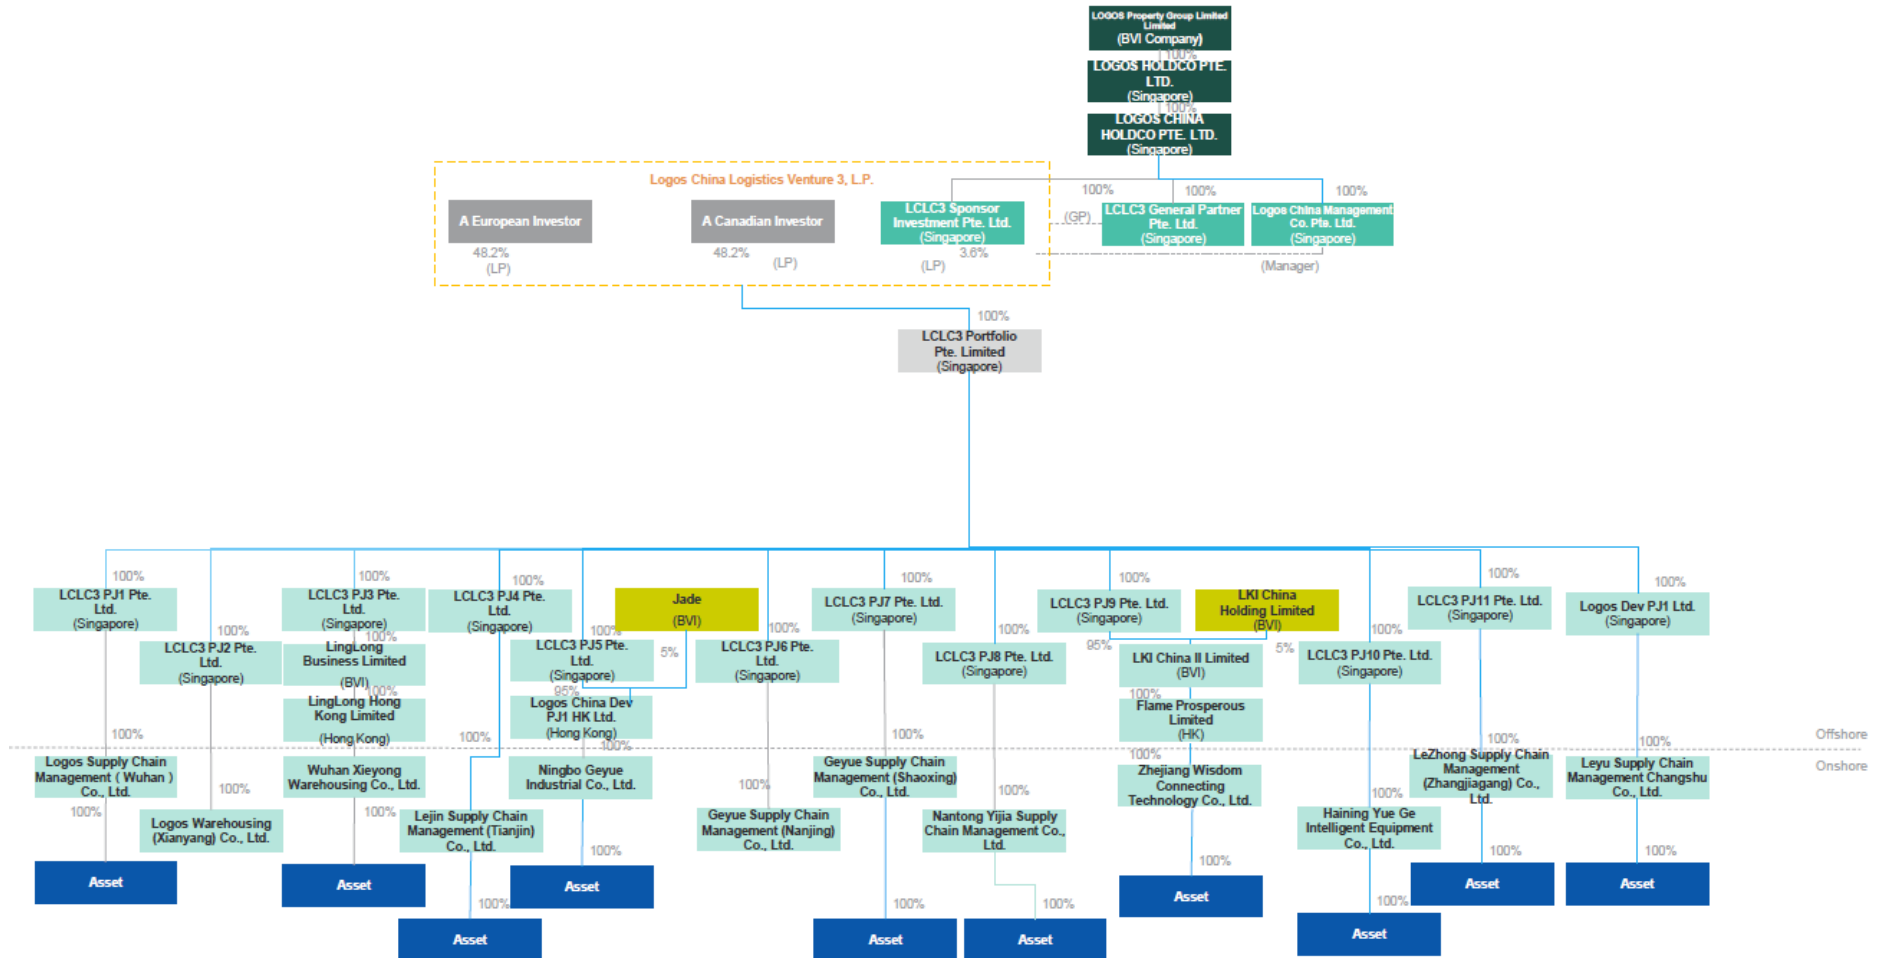 LOGOS Property Group Limited
Limited
(BVI Company)
100%
LOGOS HOLDCO PTE.
LTD.
(Singapore)
100%
LOGOS CHINA
HOLDCO PTE. LTD.
(Singapore)
Logos China Logistics Venture 3, L.P.
A European Investor
48.2%
(LP)
A Canadian Investor
48.2%
(LP)
LCLC3 Sponsor
Investment Pte. Ltd.
(Singapore)
3.6%
(LP)
100%
(GP)
LCLC3 General Partner
Pte. Ltd.
(Singapore)
100%
Logos China Management
Co. Pte. Ltd.
(Singapore)
100%
(Manager)
100%
LCLC3 Portfolio
Pte. Limited
(Singapore)
100%
LCLC3 PJ1 Pte.
Ltd.
(Singapore)
100%
LCLC3 PJ2 Pte.
Ltd.
(Singapore)
100%
LCLC3 PJ3 Pte.
Ltd.
(Singapore)
100%
LingLong
Business Limited
(BVI)
100%
LingLong Hong
Kong Limited
(Hong Kong)
100%
LCLC3 PJ4 Pte.
Ltd.
(Singapore)
100%
LCLC3 PJ5 Pte.
Ltd.
(Singapore)
Jade
(BVI)
5%
95%
Logos China Dev
PJ1 HK Ltd.
(Hong Kong)
100%
LCLC3 PJ6 Pte.
Ltd.
(Singapore)
100%
LCLC3 PJ7 Pte. Ltd.
(Singapore)
100%
LCLC3 PJ8 Pte. Ltd.
(Singapore)
100%
LCLC3 PJ9 Pte. Ltd.
(Singapore)
LKI China
Holding Limited
(BVI)
95%
5%
LKI China II Limited
(BVI)
100%
Flame Prosperous
Limited
(HK)
100%
LCLC3 PJ10 Pte. Ltd.
(Singapore)
100%
LCLC3 PJ11 Pte. Ltd.
(Singapore)
100%
Logos Dev PJ1 Ltd.
(Singapore)
Offshore
Onshore
100%
Logos Supply Chain
Management ( Wuhan )
Co., Ltd.
100%
Asset
100%
Logos Warehousing
(Xianyang) Co., Ltd.
100%
Wuhan Xieyong
Warehousing Co., Ltd.
100%
Asset
100%
Lejin Supply Chain
Management (Tianjin)
Co., Ltd.
100%
Asset
100%
Ningbo Geyue
Industrial Co., Ltd.
100%
Asset
100%
Geyue Supply Chain
Management (Nanjing)
Co., Ltd.
100%
Geyue Supply Chain
Management (Shaoxing)
Co., Ltd.
100%
Asset
100%
Nantong Yijia Supply
Chain Management Co.,
Ltd.
100%
Asset
100%
Zhejiang Wisdom
Connecting
Technology Co., Ltd.
100%
Asset
100%
Haining Yue Ge
Intelligent Equipment
Co., Ltd.
100%
Asset
100%
LeZhong Supply Chain
Management
(Zhangjiagang) Co.,
Ltd.
100%
Asset
100%
Leyu Supply Chain
Management Changshu
Co., Ltd.
100%
Asset